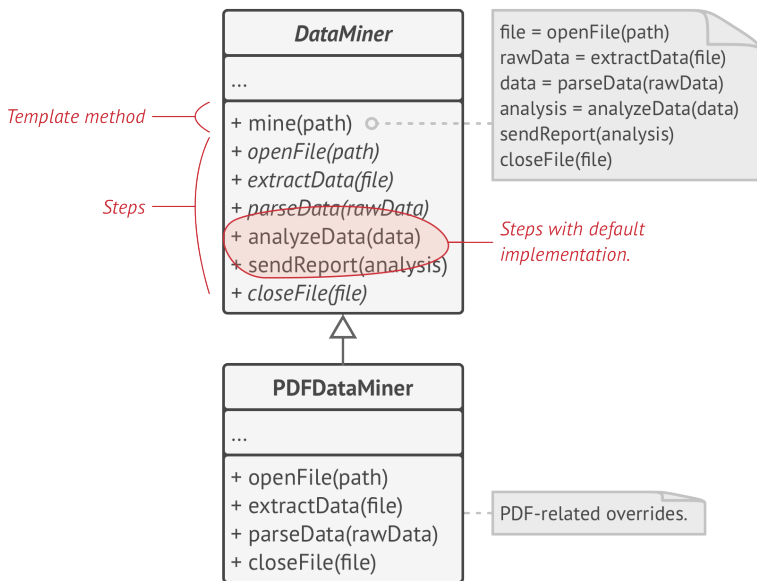 DataMiner
...
Template method
+ mine(path)
+ openFile(path)
+ extractData(file)
+ parseData(rawData)
+ analyzeData(data)
+ sendReport(analysis)
+ closeFile(file)
Steps
Steps with default
implementation.
file = openFile(path)
rawData = extractData(file)
data = parseData(rawData)
analysis = analyzeData(data)
sendReport(analysis)
closeFile(file)
PDFDataMiner
...
+ openFile(path)
+ extractData(file)
+ parseData(rawData)
+ closeFile(file)
PDF-related overrides.